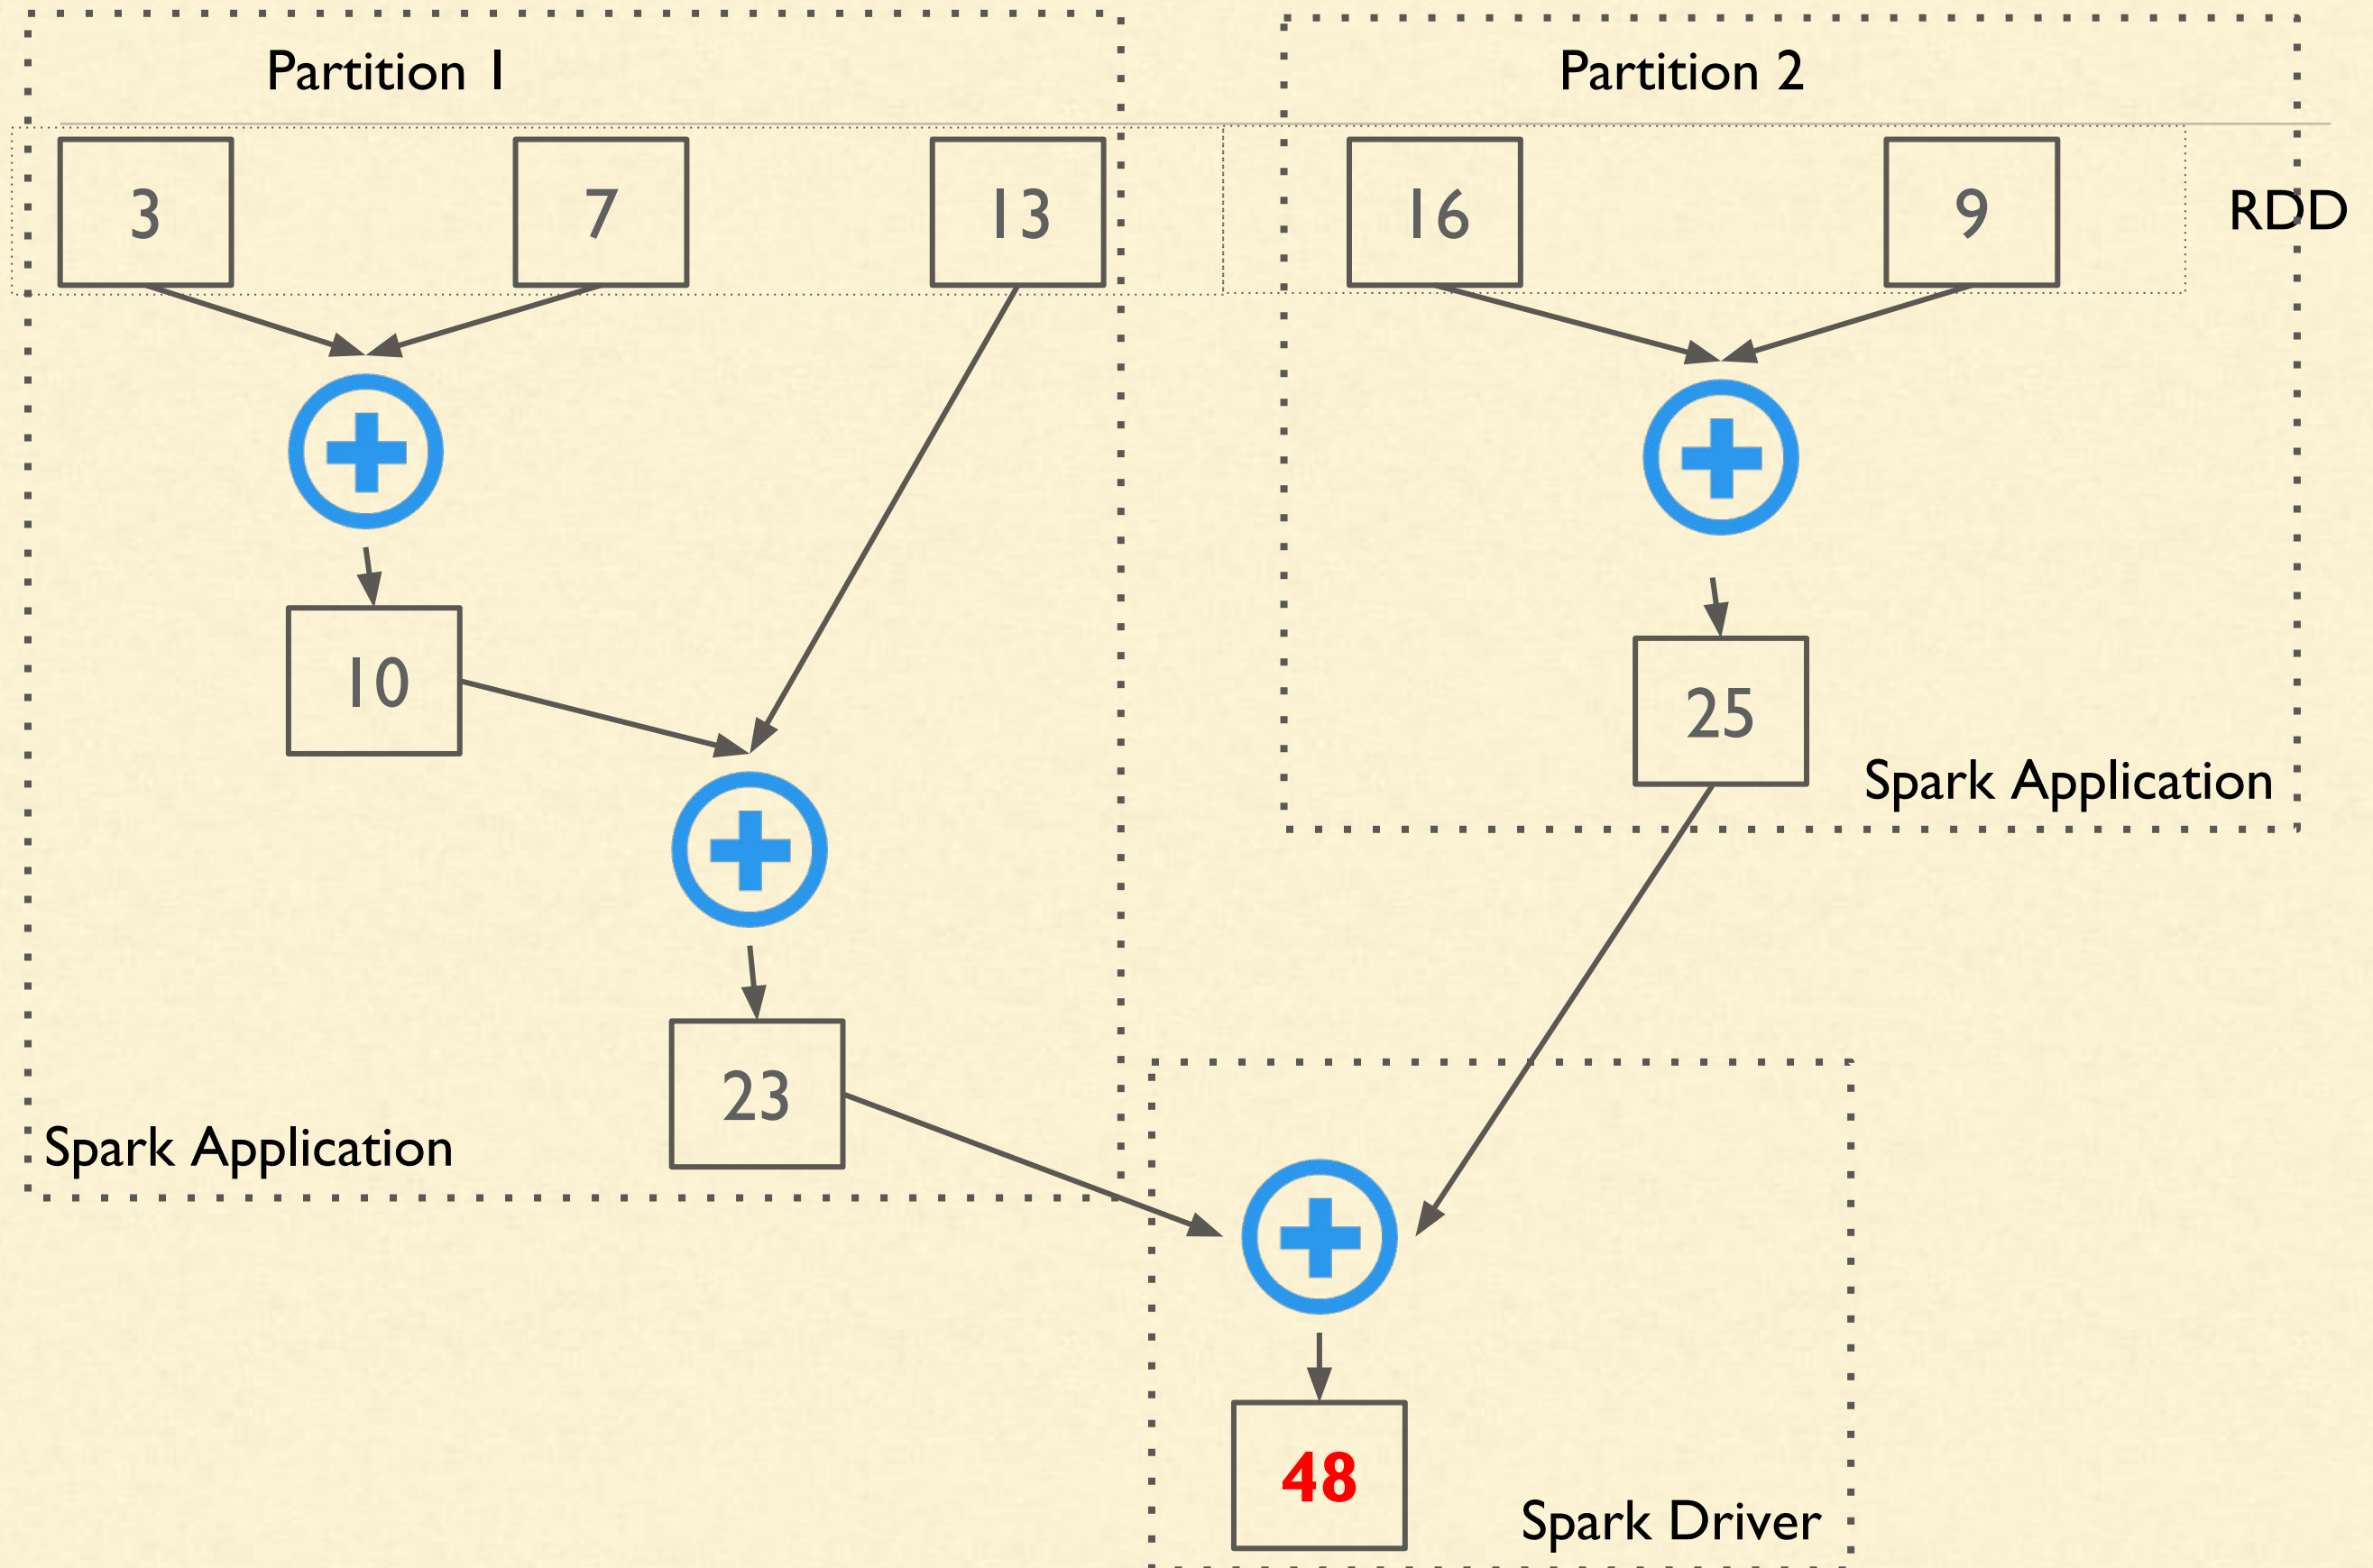 Partition 1
Partition 2
3
7
13
16
9
RDD
10
25
Spark Application
23
Spark Application
48
Spark Driver